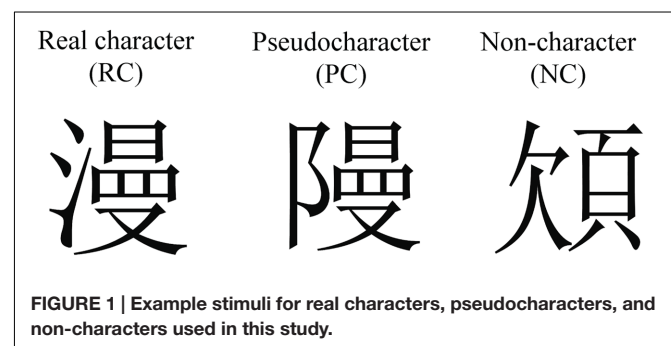 Real character Pseudocharacter Non-character
(RC) (PC) (NC)
漫
FIGURE 1 | Example stimuli for real characters, pseudocharacters, and
non-characters used in this study.